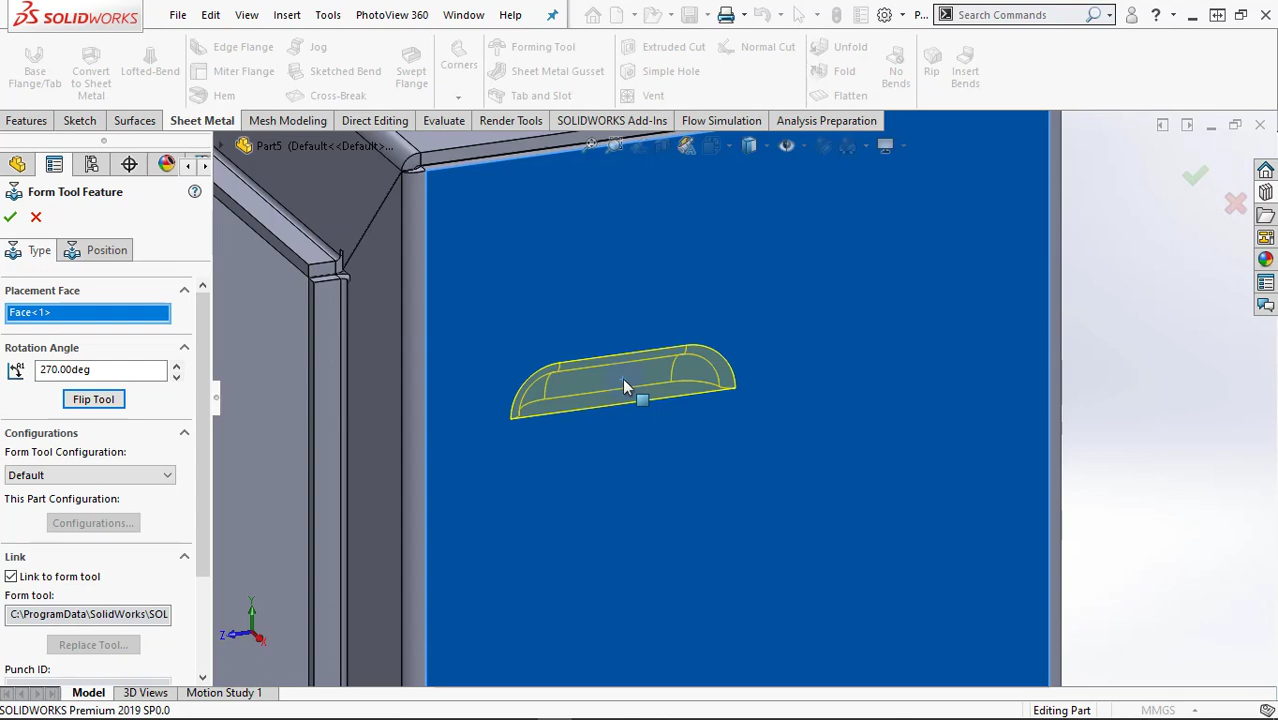 SOLIDWORKS File Edit View Insert Tools PhotoView 360 Window Help P... Search Commands ?
Base Flange/Tab
Convert to Sheet Metal
Lofted-Bend
Edge Flange
Miter Flange
Hem
Jog
Sketched Bend
Cross-Break
Swept Flange
Corners
Forming Tool
Sheet Metal Gusset
Tab and Slot
Extruded Cut
Simple Hole
Vent
Normal Cut
Unfold
Fold
Flatten
No Bends
Rip
Insert Bends
Features Sketch Surfaces Sheet Metal Mesh Modeling Direct Editing Evaluate Render Tools SOLIDWORKS Add-Ins Flow Simulation Analysis Preparation
Part5 (Default<<Default>...
Form Tool Feature ?
Type Position
Placement Face
Face<1>
Rotation Angle
270.00deg
Flip Tool
Configurations
Form Tool Configuration:
Default
This Part Configuration:
Configurations...
Link
Link to form tool
Form tool:
C:\ProgramData\SolidWorks\SOL
Replace Tool...
Punch ID:
Y
Z
X
Model 3D Views Motion Study 1
SOLIDWORKS Premium 2019 SP0.0 Editing Part MMGS